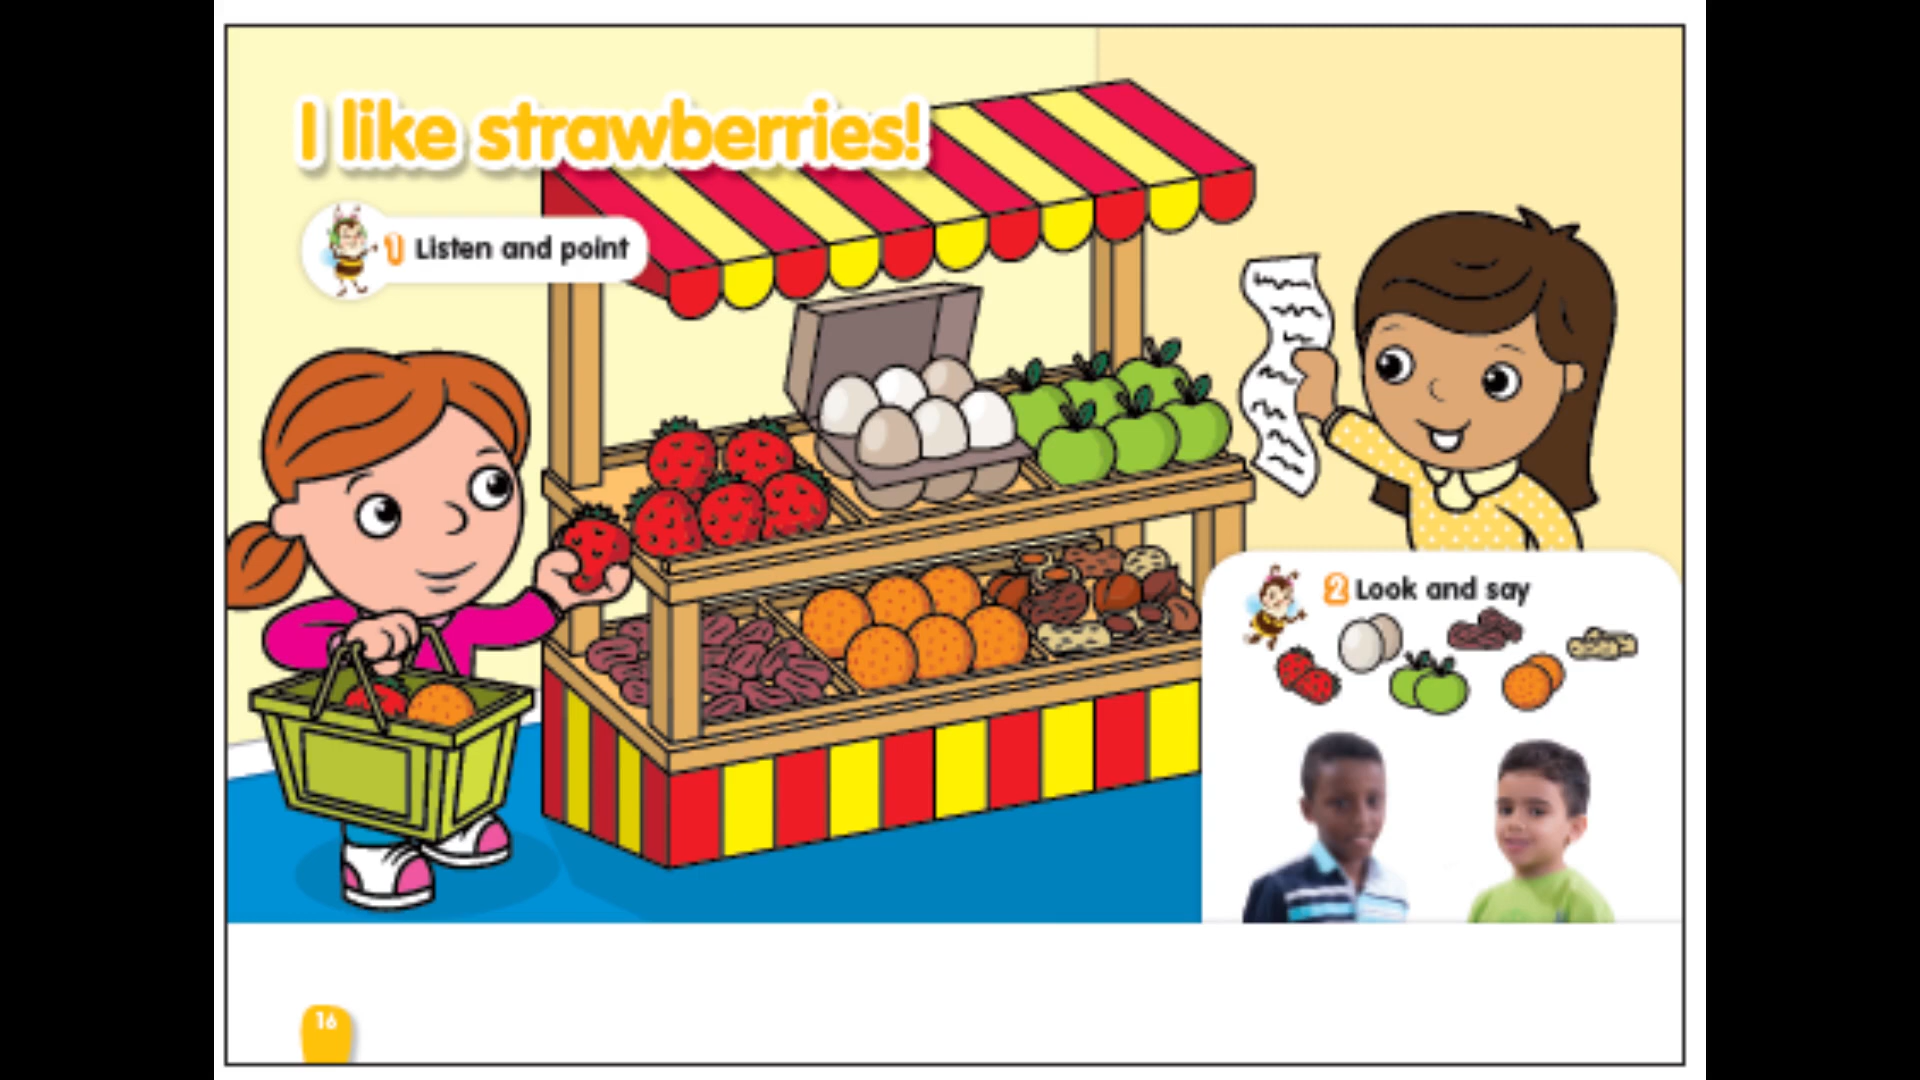 I like strawberries!
1 Listen and point
2 Look and say
16